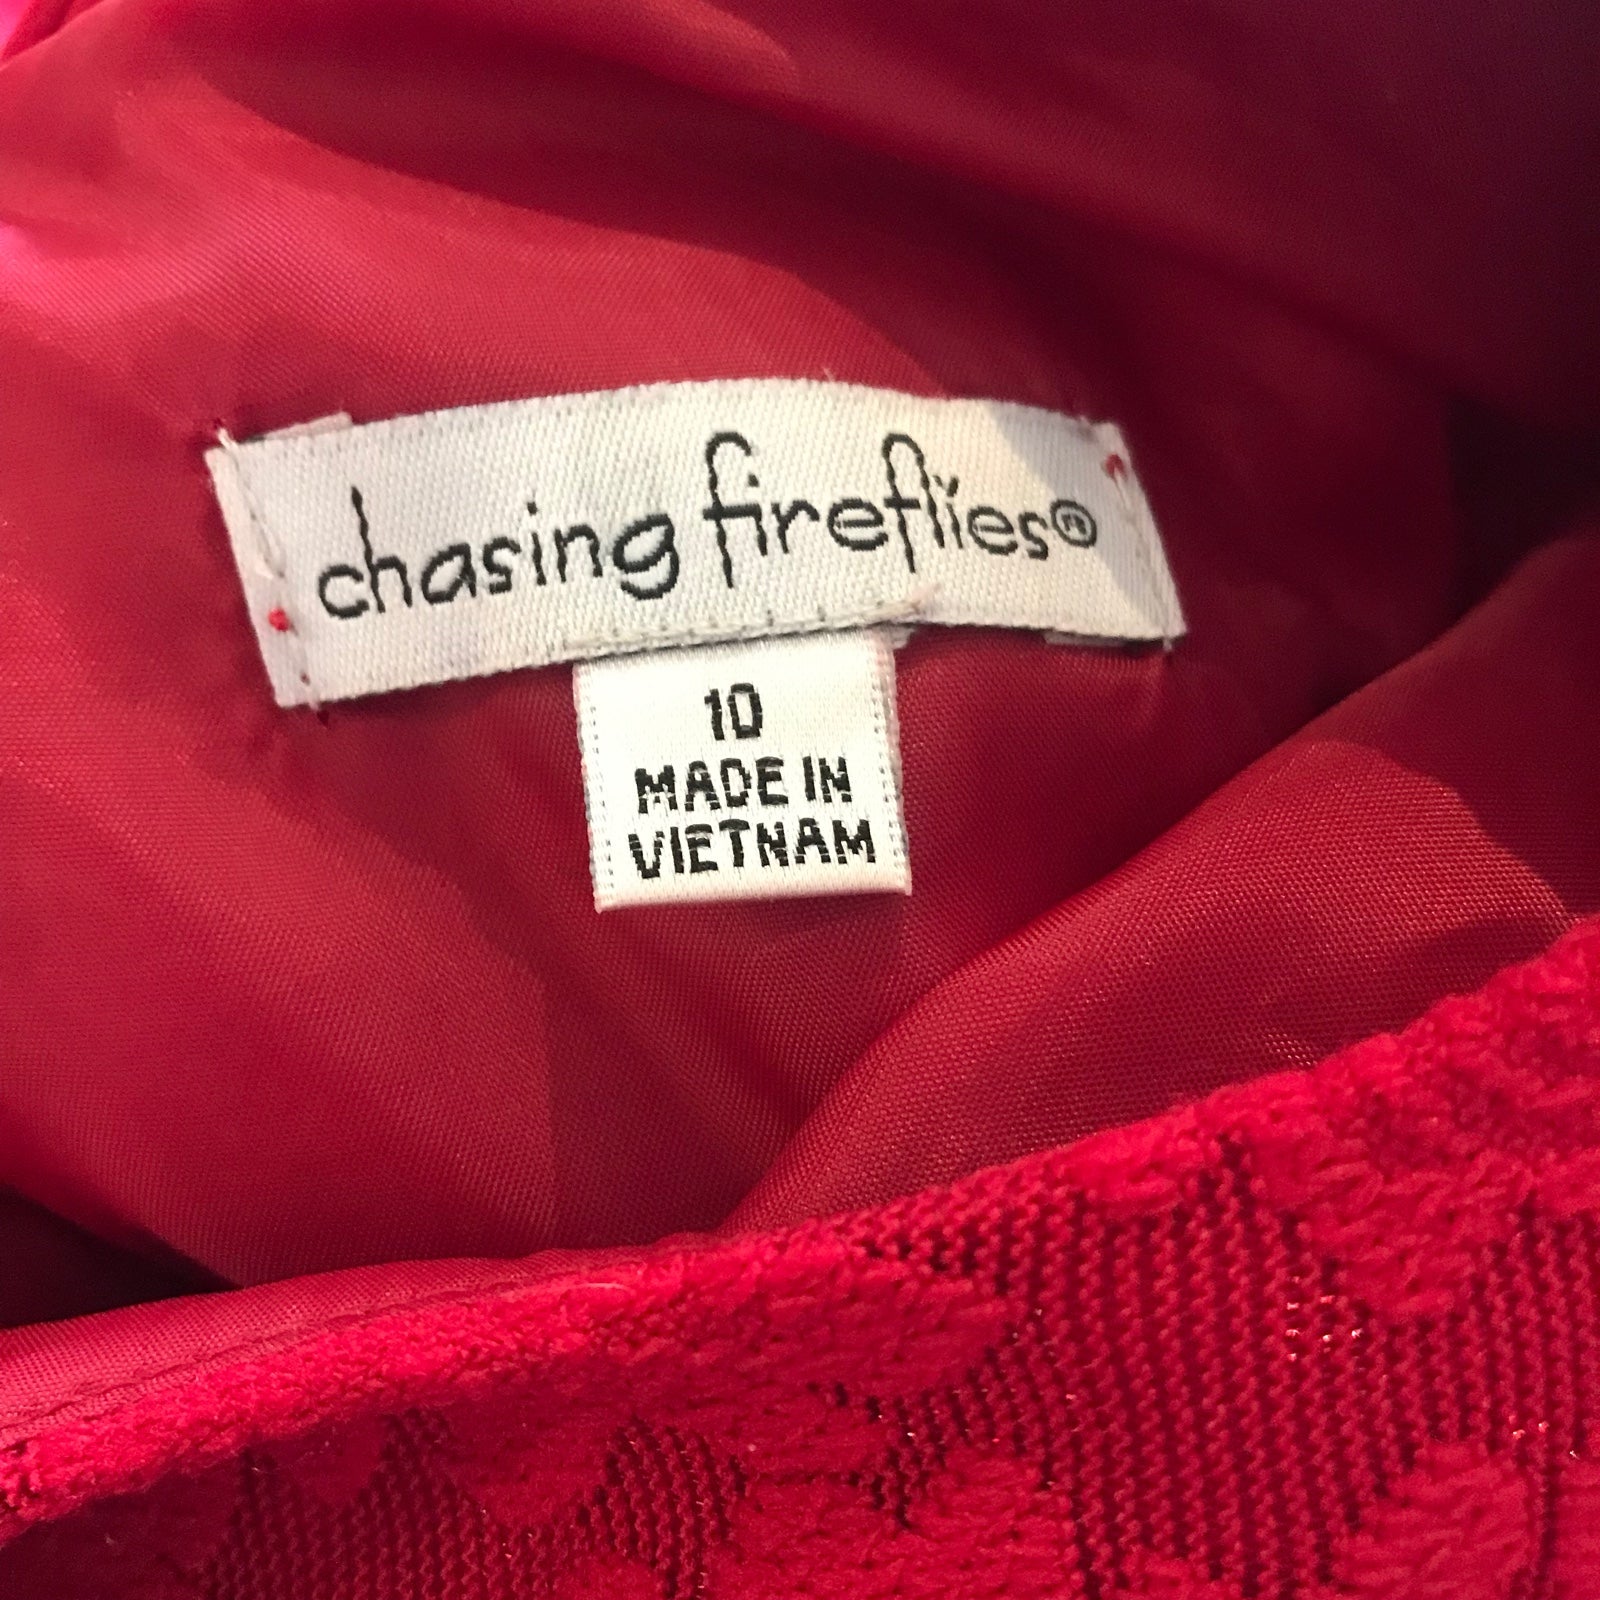 chasing fireflies®
10
MADE IN
VIETNAM